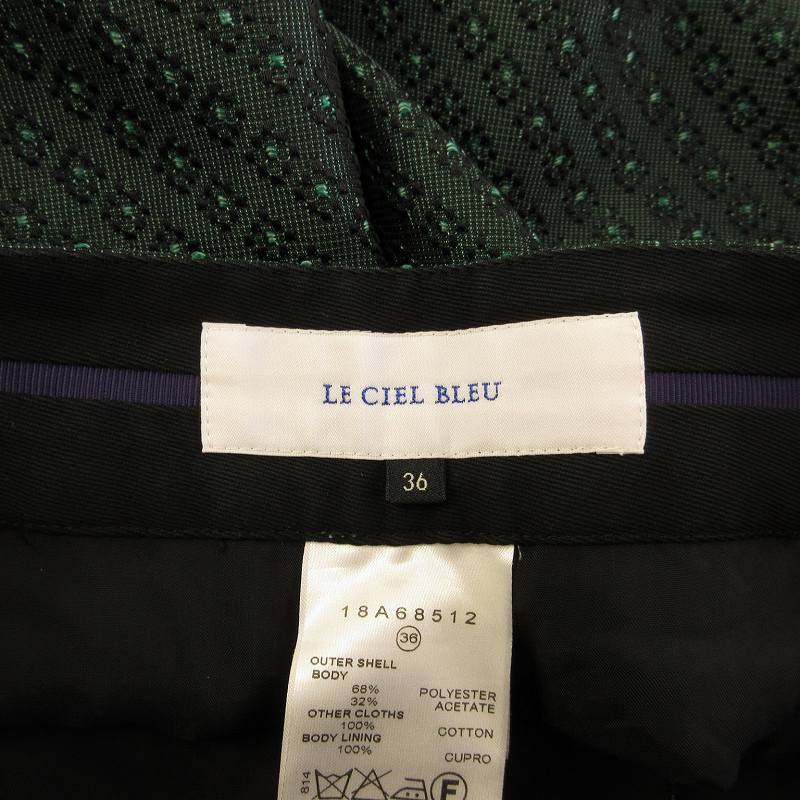 LE CIEL BLEU
36
18A68512
36
OUTER SHELL
BODY
68% POLYESTER
32% ACETATE
OTHER CLOTHS
100% COTTON
BODY LINING
100% CUPRO
814
F